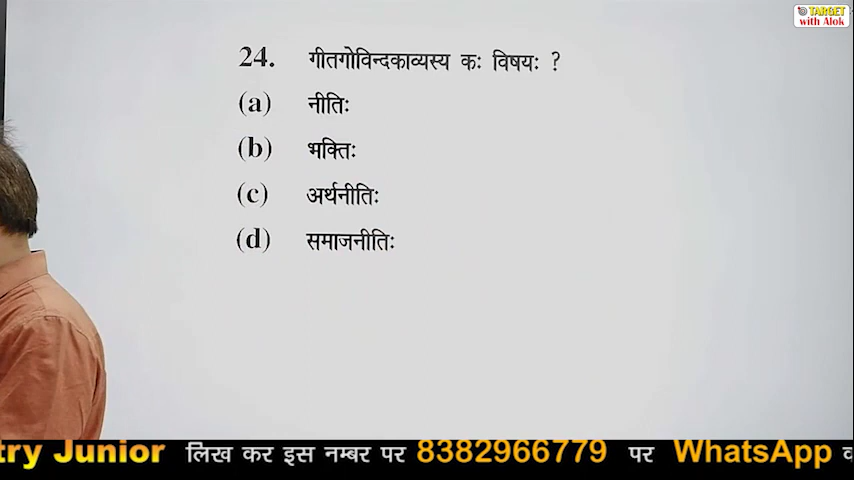 TARGET
with Alok
24. गीतगोविन्दकाव्यस्य कः विषयः ?
(a) नीतिः
(b) भक्तिः
(c) अर्थनीतिः
(d) समाजनीतिः
try Junior लिख कर इस नम्बर पर 8382966779 पर WhatsApp व